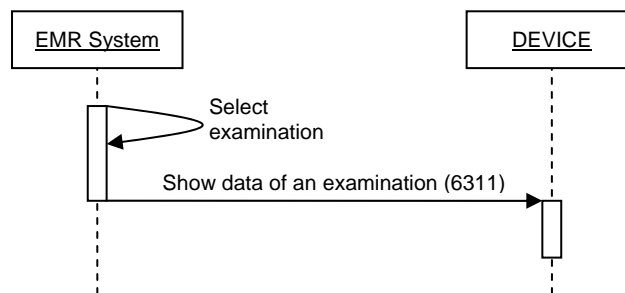 EMR System
DEVICE
Select
examination
Show data of an examination (6311)